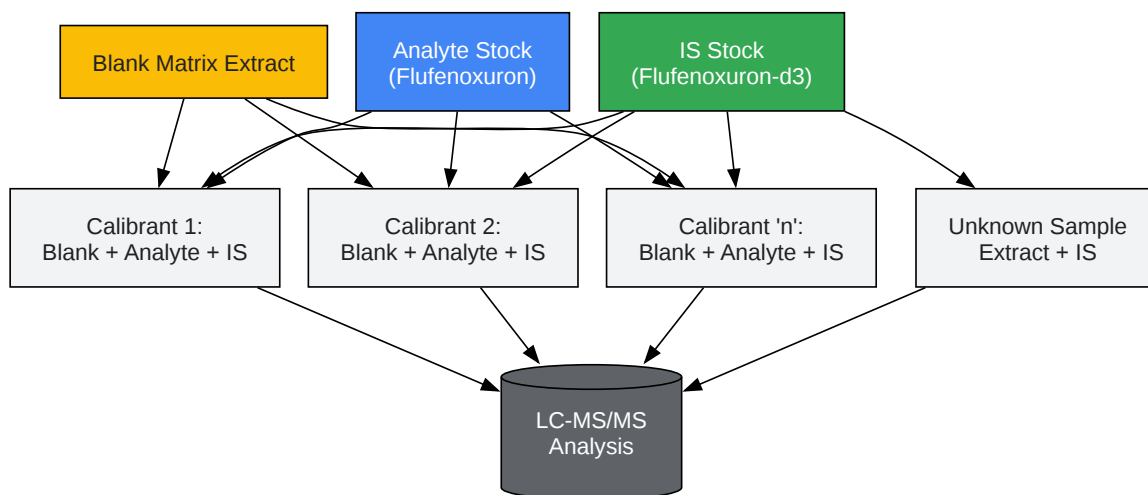 Blank Matrix Extract
Analyte Stock
(Flufenoxuron)
IS Stock
(Flufenoxuron-d3)
Calibrant 1:
Blank + Analyte + IS
Calibrant 2:
Blank + Analyte + IS
Calibrant 'n':
Blank + Analyte + IS
Unknown Sample
Extract + IS
LC-MS/MS
Analysis